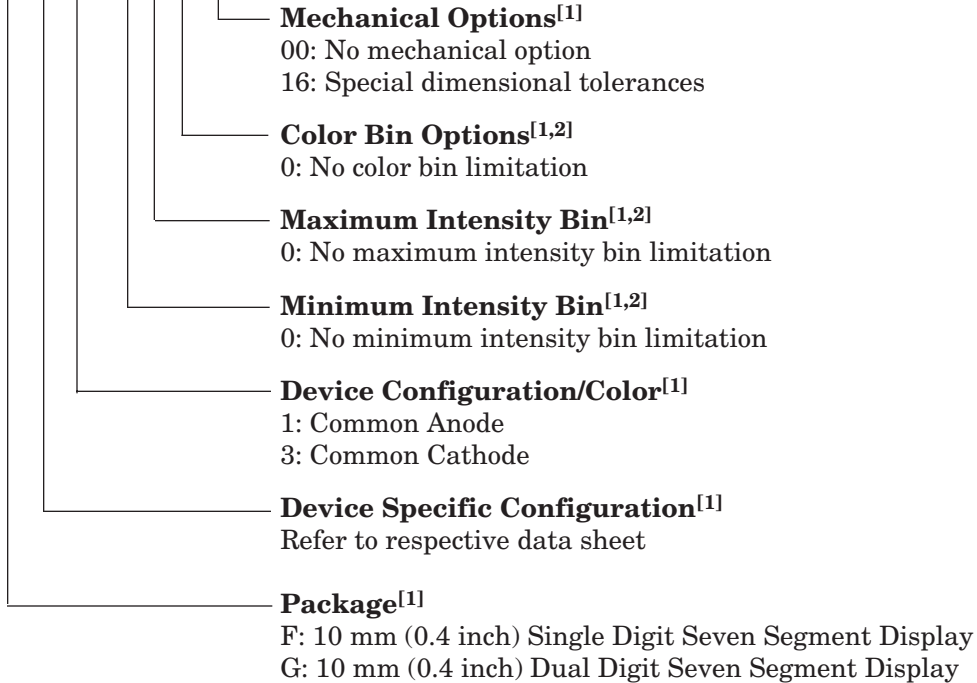 Mechanical Options[1]
00: No mechanical option
16: Special dimensional tolerances
Color Bin Options[1,2]
0: No color bin limitation
Maximum Intensity Bin[1,2]
0: No maximum intensity bin limitation
Minimum Intensity Bin[1,2]
0: No minimum intensity bin limitation
Device Configuration/Color[1]
1: Common Anode
3: Common Cathode
Device Specific Configuration[1]
Refer to respective data sheet
Package[1]
F: 10 mm (0.4 inch) Single Digit Seven Segment Display
G: 10 mm (0.4 inch) Dual Digit Seven Segment Display